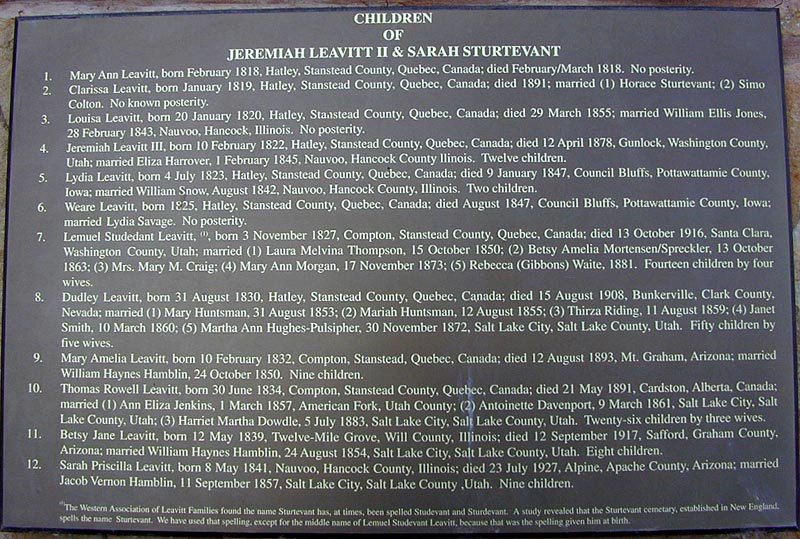 CHILDREN
OF
JEREMIAH LEAVITT II & SARAH STURTEVANT
1. Mary Ann Leavitt, born February 1818, Hatley, Stanstead County, Quebec, Canada; died February/March 1818. No posterity.
2. Clarissa Leavitt, born January 1819, Hatley, Stanstead County, Quebec, Canada; died 1891; married (1) Horace Sturtevant; (2) Simo
Colton. No known posterity.
3. Louisa Leavitt, born 20 January 1820, Hatley, Stanstead County, Quebec, Canada; died 29 March 1855; married William Ellis Jones,
28 February 1843, Nauvoo, Hancock, Illinois. No posterity.
4. Jeremiah Leavitt III, born 10 February 1822, Hatley, Stanstead County, Quebec, Canada; died 12 April 1878, Gunlock, Washington County,
Utah; married Eliza Harrover, 1 February 1845, Nauvoo, Hancock County Ilinois. Twelve children.
5. Lydia Leavitt, born 4 July 1823, Hatley, Stanstead County, Quebec, Canada; died 9 January 1847, Council Bluffs, Pottawattamie County,
Iowa; married William Snow, August 1842, Nauvoo, Hancock County, Illinois. Two children.
6. Weare Leavitt, born 1825, Hatley, Stanstead County, Quebec, Canada; died August 1847, Council Bluffs, Pottawattamie County, Iowa;
married Lydia Savage. No posterity.
7. Lemuel Studedant Leavitt, (1), born 3 November 1827, Compton, Stanstead County, Quebec, Canada; died 13 October 1916, Santa Clara,
Washington County, Utah; married (1) Laura Melvina Thompson, 15 October 1850; (2) Betsy Amelia Mortensen/Spreckler, 13 October
1863; (3) Mrs. Mary M. Craig; (4) Mary Ann Morgan, 17 November 1873; (5) Rebecca (Gibbons) Waite, 1881. Fourteen children by four
wives.
8. Dudley Leavitt, born 31 August 1830, Hatley, Stanstead County, Quebec, Canada; died 15 August 1908, Bunkerville, Clark County,
Nevada; married (1) Mary Huntsman, 31 August 1853; (2) Mariah Huntsman, 12 August 1855; (3) Thirza Riding, 11 August 1859; (4) Janet
Smith, 10 March 1860; (5) Martha Ann Hughes-Pulsipher, 30 November 1872, Salt Lake City, Salt Lake County, Utah. Fifty children by
five wives.
9. Mary Amelia Leavitt, born 10 February 1832, Compton, Stanstead, Quebec, Canada; died 12 August 1893, Mt. Graham, Arizona; married
William Haynes Hamblin, 24 October 1850. Nine children.
10. Thomas Rowell Leavitt, born 30 June 1834, Compton, Stanstead County, Quebec, Canada; died 21 May 1891, Cardston, Alberta, Canada;
married (1) Ann Eliza Jenkins, 1 March 1857, American Fork, Utah County; (2) Antoinette Davenport, 9 March 1861, Salt Lake City, Salt
Lake County, Utah; (3) Harriet Martha Dowdle, 5 July 1883, Salt Lake City, Salt Lake County, Utah. Twenty-six children by three wives.
11. Betsy Jane Leavitt, born 12 May 1839, Twelve-Mile Grove, Will County, Illinois; died 12 September 1917, Safford, Graham County,
Arizona; married William Haynes Hamblin, 24 August 1854, Salt Lake City, Salt Lake County, Utah. Eight children.
12. Sarah Priscilla Leavitt, born 8 May 1841, Nauvoo, Hancock County, Illinois; died 23 July 1927, Alpine, Apache County, Arizona; married
Jacob Vernon Hamblin, 11 September 1857, Salt Lake City, Salt Lake County ,Utah. Nine children.
(1)The Western Association of Leavitt Families found the name Sturtevant has, at times, been spelled Studevant and Sturdevant. A study revealed that the Sturtevant cemetary, established in New England,
spells the name Sturtevant. We have used that spelling, except for the middle name of Lemuel Studevant Leavitt, because that was the spelling given him at birth.